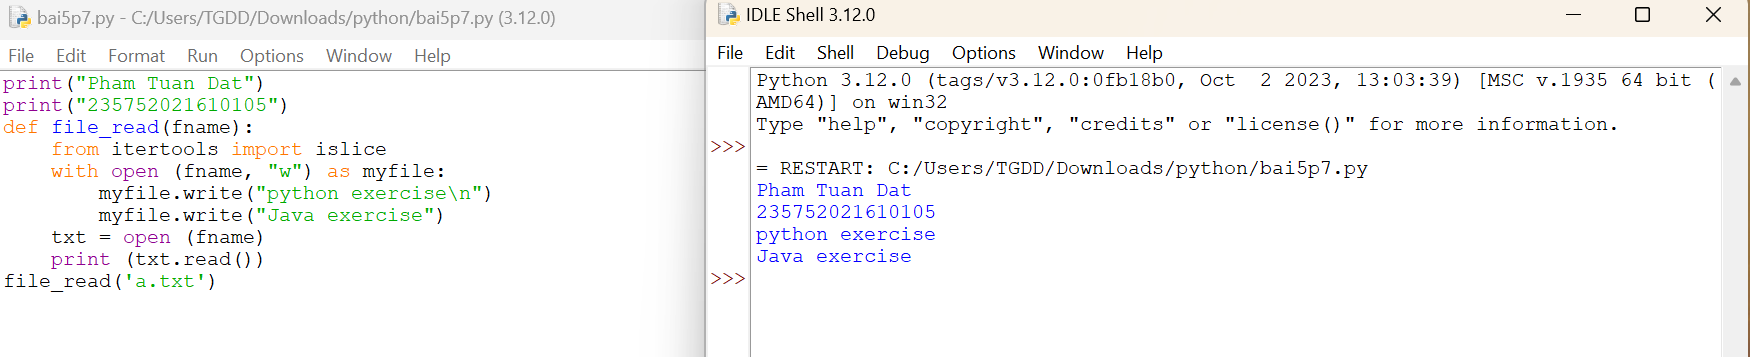 bai5p7.py - C:/Users/TGDD/Downloads/python/bai5p7.py (3.12.0)
File Edit Format Run Options Window Help
print("Pham Tuan Dat")
print("235752021610105")
def file_read(fname):
    from itertools import islice
    with open (fname, "w") as myfile:
        myfile.write("python exercise\n")
        myfile.write("Java exercise")
    txt = open (fname)
    print (txt.read())
file_read('a.txt')
IDLE Shell 3.12.0
File Edit Shell Debug Options Window Help
Python 3.12.0 (tags/v3.12.0:0fb18b0, Oct  2 2023, 13:03:39) [MSC v.1935 64 bit (
AMD64)] on win32
Type "help", "copyright", "credits" or "license()" for more information.
>>>
= RESTART: C:/Users/TGDD/Downloads/python/bai5p7.py
Pham Tuan Dat
235752021610105
python exercise
Java exercise
>>>